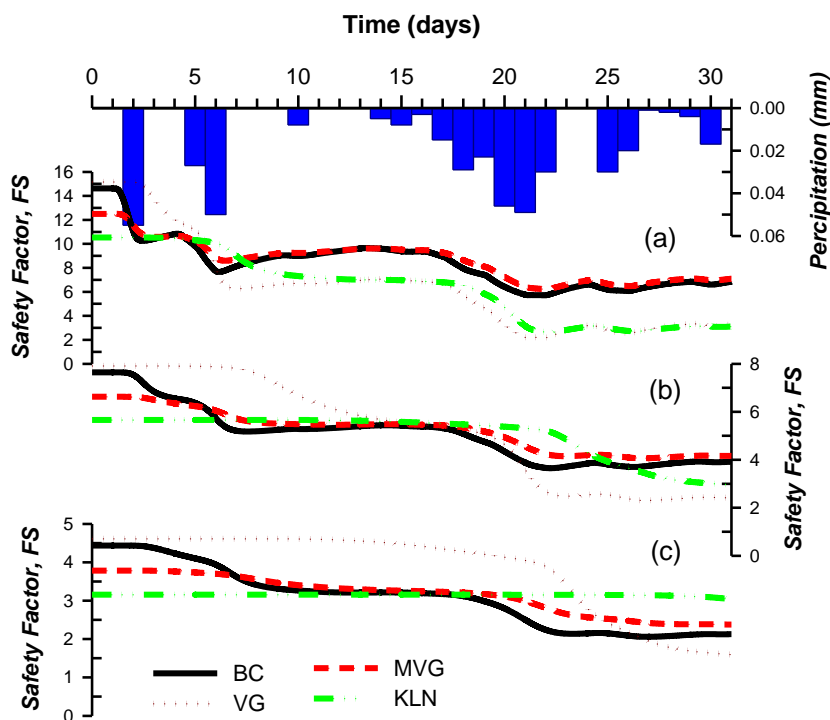 Time (days)
0 5 10 15 20 25 30
0.00
0.02
0.04
0.06
Percipitation (mm)
16
14
12
10
8
6
4
2
0
Safety Factor, FS
(a)
8
6
4
2
0
Safety Factor, FS
(b)
5
4
3
2
1
0
Safety Factor, FS
(c)
BC MVG
VG KLN